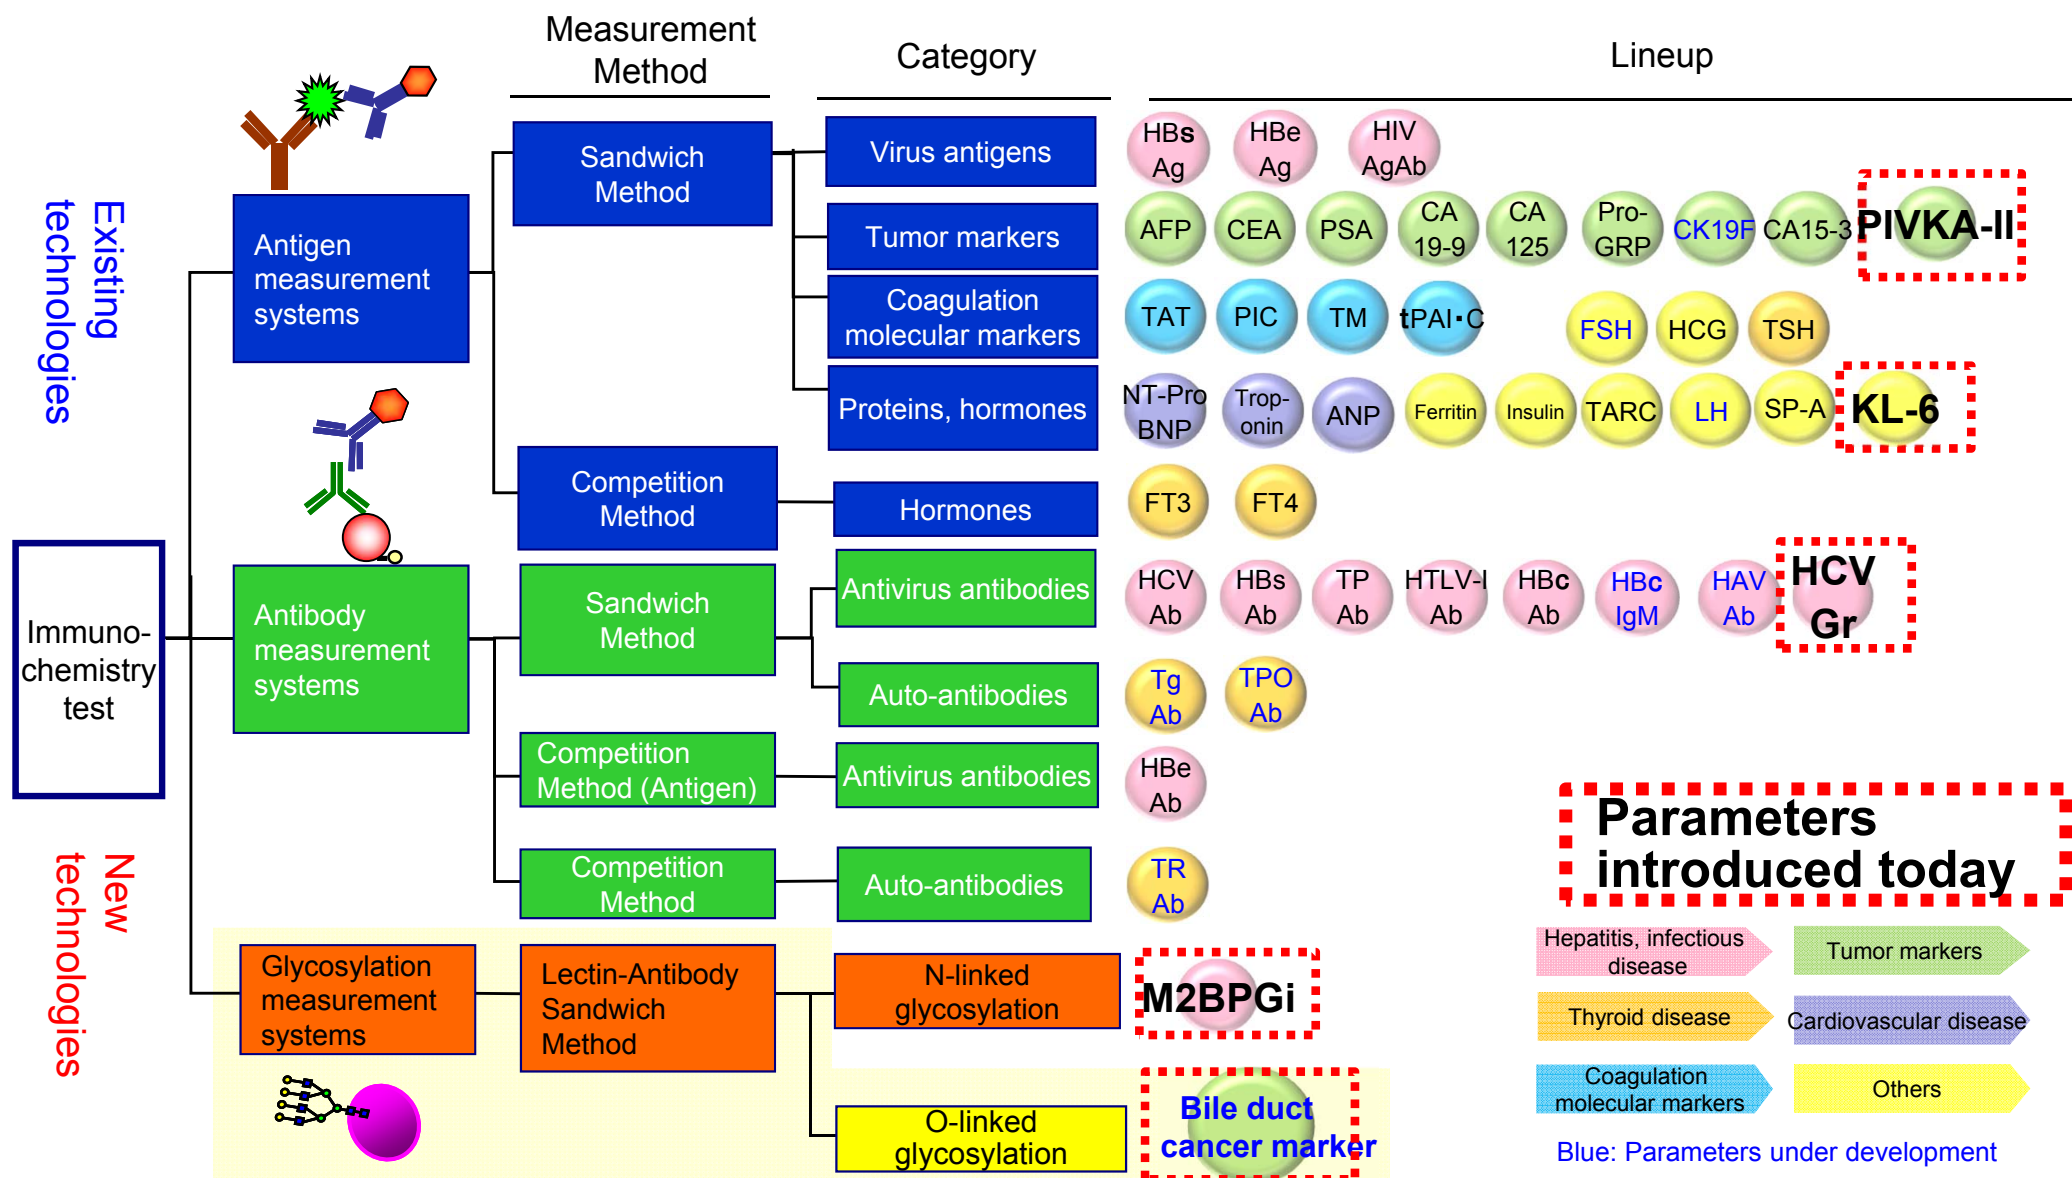 Measurement
Method
Category
Lineup
Existing
technologies
New
technologies
Immuno-
chemistry
test
Antigen
measurement
systems
Sandwich
Method
Virus antigens
HBs
Ag
HBe
Ag
HIV
AgAb
Tumor markers
AFP
CEA
PSA
CA
19-9
CA
125
Pro-
GRP
CK19F
CA15-3
PIVKA-II
Coagulation
molecular markers
TAT
PIC
TM
tPAI・C
FSH
HCG
TSH
Proteins, hormones
NT-Pro
BNP
Trop-
onin
ANP
Ferritin
Insulin
TARC
LH
SP-A
KL-6
Competition
Method
Hormones
FT3
FT4
Antibody
measurement
systems
Sandwich
Method
Antivirus antibodies
HCV
Ab
HBs
Ab
TP
Ab
HTLV-I
Ab
HBc
Ab
HBc
IgM
HAV
Ab
HCV
Gr
Auto-antibodies
Tg
Ab
TPO
Ab
Competition
Method (Antigen)
Antivirus antibodies
HBe
Ab
Competition
Method
Auto-antibodies
TR
Ab
Glycosylation
measurement
systems
Lectin-Antibody
Sandwich
Method
N-linked
glycosylation
M2BPGi
O-linked
glycosylation
Bile duct
cancer marker
Parameters
introduced today
Hepatitis, infectious
disease
Tumor markers
Thyroid disease
Cardiovascular disease
Coagulation
molecular markers
Others
Blue: Parameters under development